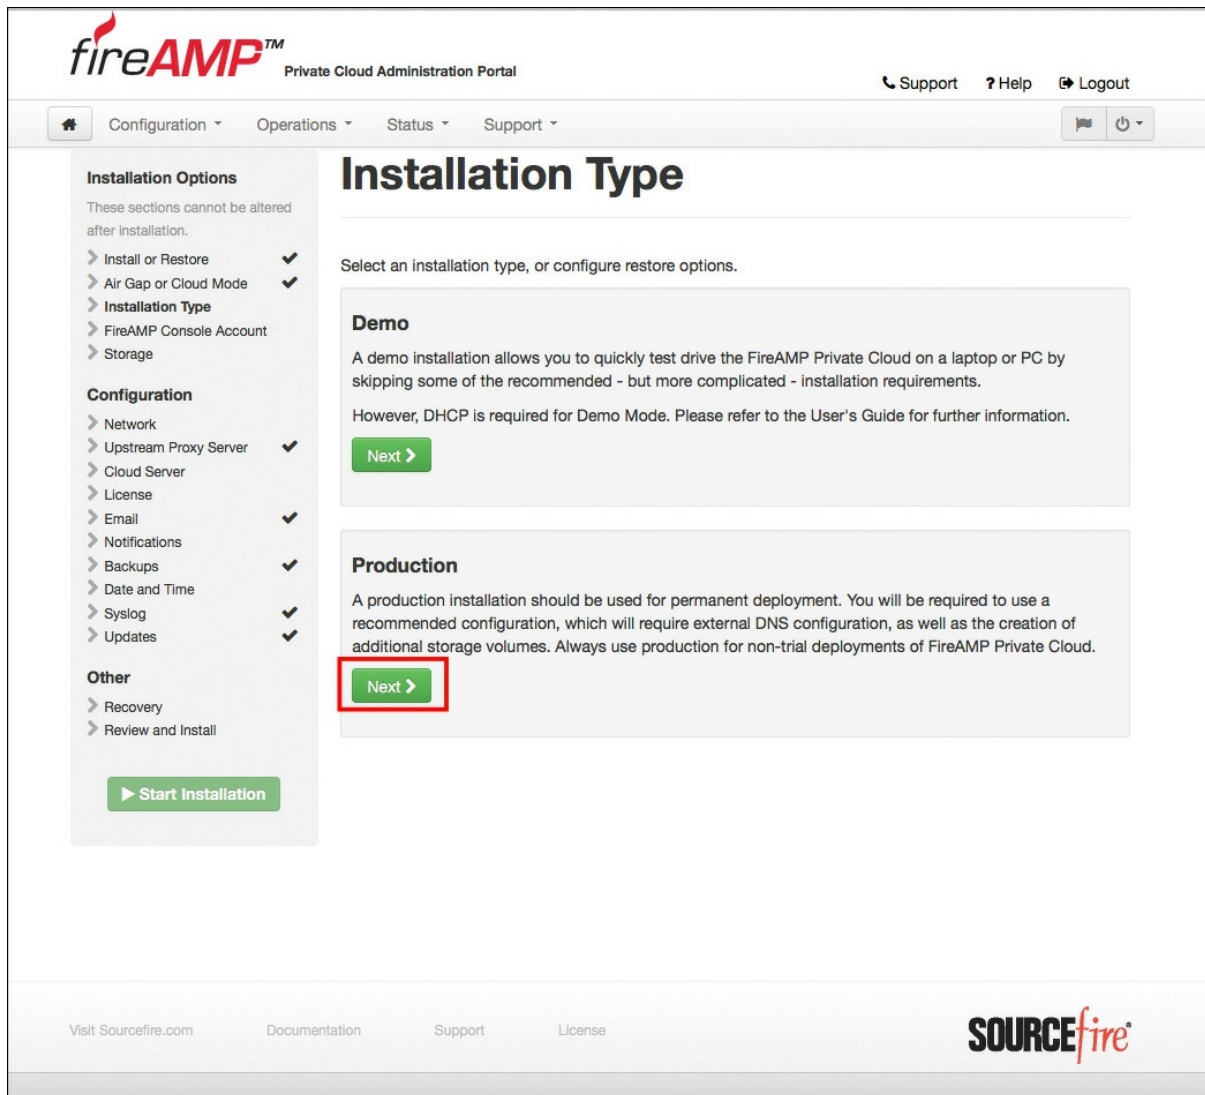 fireAMP™ Private Cloud Administration Portal
Support ? Help Logout
Configuration Operations Status Support
Installation Options
These sections cannot be altered
after installation.
Install or Restore
Air Gap or Cloud Mode
Installation Type
FireAMP Console Account
Storage
Configuration
Network
Upstream Proxy Server
Cloud Server
License
Email
Notifications
Backups
Date and Time
Syslog
Updates
Other
Recovery
Review and Install
Start Installation
Installation Type
Select an installation type, or configure restore options.
Demo
A demo installation allows you to quickly test drive the FireAMP Private Cloud on a laptop or PC by
skipping some of the recommended - but more complicated - installation requirements.
However, DHCP is required for Demo Mode. Please refer to the User's Guide for further information.
Next
Production
A production installation should be used for permanent deployment. You will be required to use a
recommended configuration, which will require external DNS configuration, as well as the creation of
additional storage volumes. Always use production for non-trial deployments of FireAMP Private Cloud.
Next
Visit Sourcefire.com Documentation Support License
SOURCEfire®